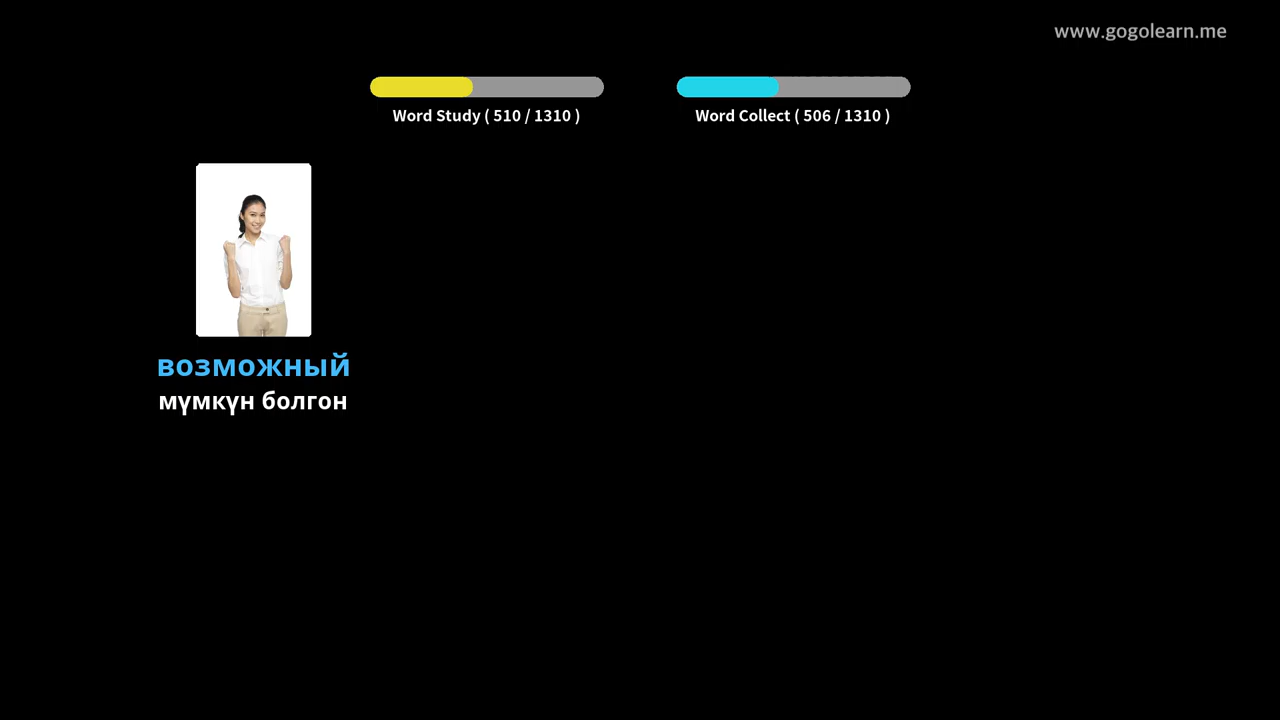 www.gogolearn.me
Word Study ( 510 / 1310 )
Word Collect ( 506 / 1310 )
возможный
мүмкүн болгон